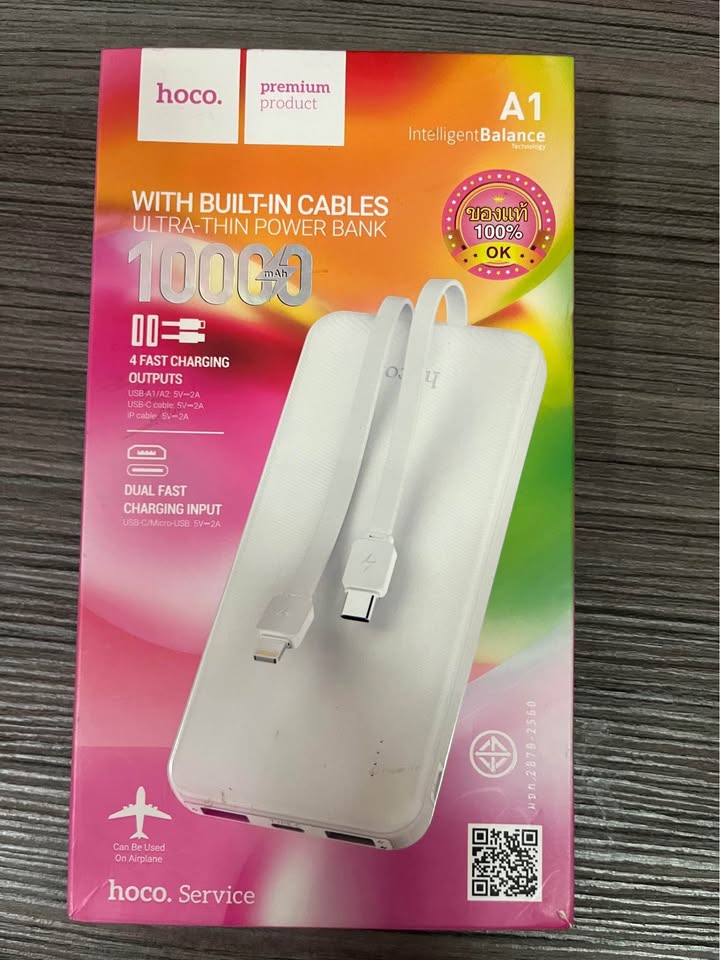 hoco.
premium
product
A1
IntelligentBalance
Technology
WITH BUILT-IN CABLES
ULTRA-THIN POWER BANK
10000
mAh
ของแท้
100%
OK
4 FAST CHARGING
OUTPUTS
USB-A1/A2: 5V⎓2A
USB-C cable: 5V⎓2A
iP cable: 5V⎓2A
DUAL FAST
CHARGING INPUT
USB-C/Micro-USB: 5V⎓2A
hoco.
มอก.2879-2560
Can Be Used
On Airplane
hoco. Service